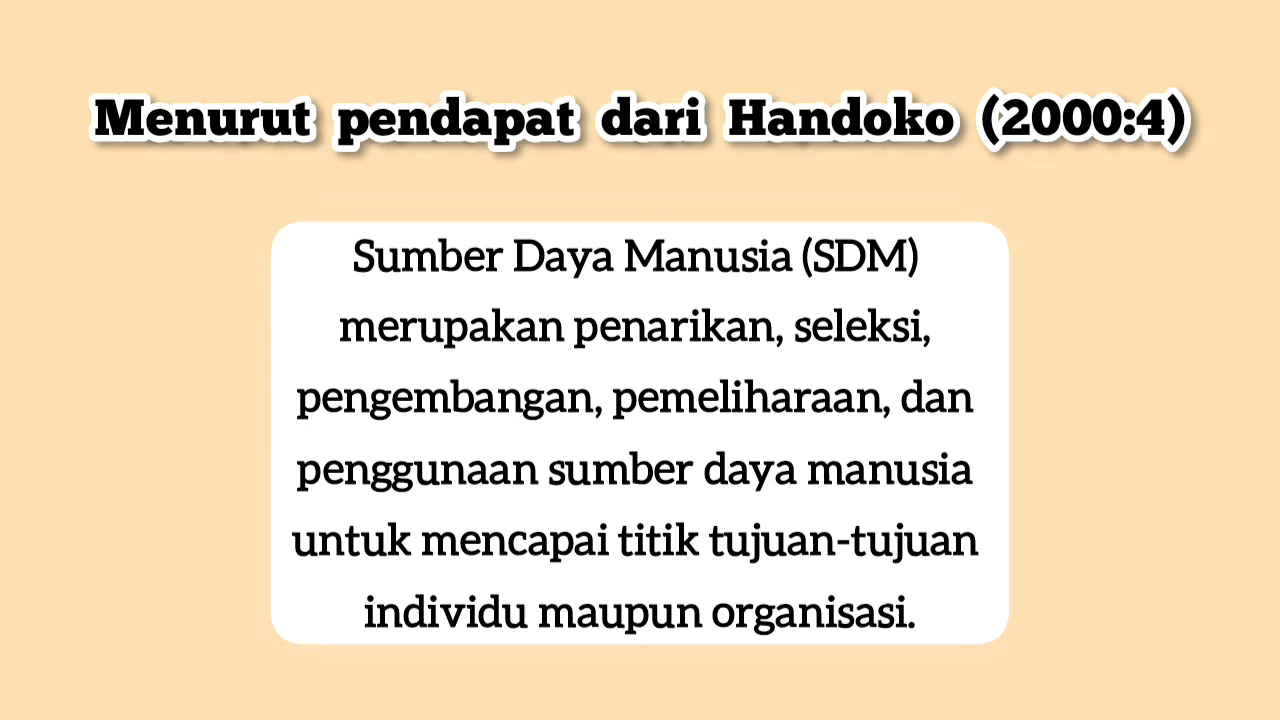 Menurut pendapat dari Handoko (2000:4)
Sumber Daya Manusia (SDM)
merupakan penarikan, seleksi,
pengembangan, pemeliharaan, dan
penggunaan sumber daya manusia
untuk mencapai titik tujuan-tujuan
individu maupun organisasi.